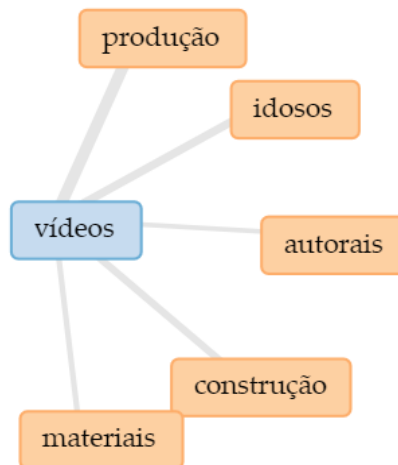 produção
idosos
vídeos
autorais
construção
materiais